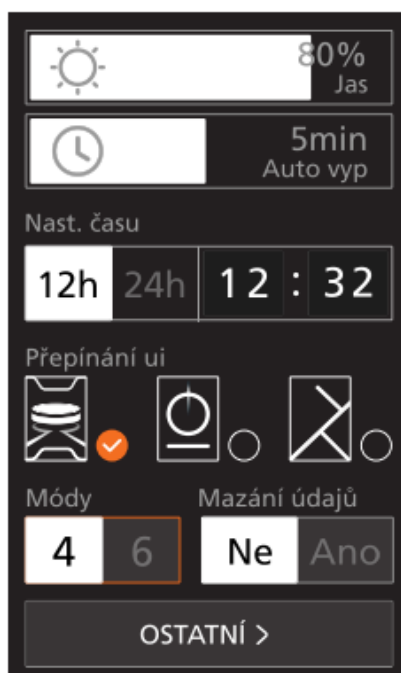 80%
Jas
5min
Auto vyp
Nast. času
12h 24h 12 : 32
Přepínání ui
Módy Mazání údajů
4 6 Ne Ano
OSTATNÍ >